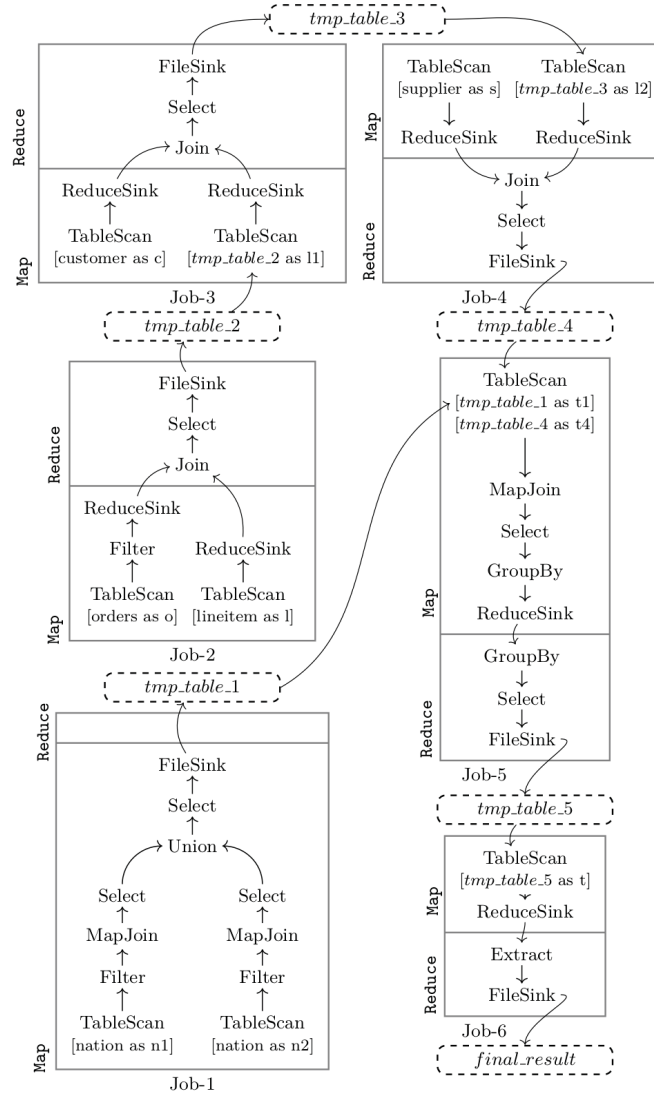 tmp_table_3
FileSink
Select
Join
Reduce
ReduceSink ReduceSink
TableScan TableScan
[customer as c] [tmp_table_2 as l1]
Map
Job-3
tmp_table_2
FileSink
Select
Join
Reduce
ReduceSink
Filter ReduceSink
TableScan TableScan
[orders as o] [lineitem as l]
Map
Job-2
tmp_table_1
Reduce
FileSink
Select
Union
Select Select
MapJoin MapJoin
Filter Filter
TableScan TableScan
[nation as n1] [nation as n2]
Map
Job-1
TableScan TableScan
[supplier as s] [tmp_table_3 as l2]
Map
ReduceSink ReduceSink
Join
Select
FileSink
Reduce
Job-4
tmp_table_4
TableScan
[tmp_table_1 as t1]
[tmp_table_4 as t4]
MapJoin
Select
GroupBy
ReduceSink
Map
GroupBy
Select
FileSink
Reduce
Job-5
tmp_table_5
TableScan
[tmp_table_5 as t]
ReduceSink
Map
Extract
FileSink
Reduce
Job-6
final_result